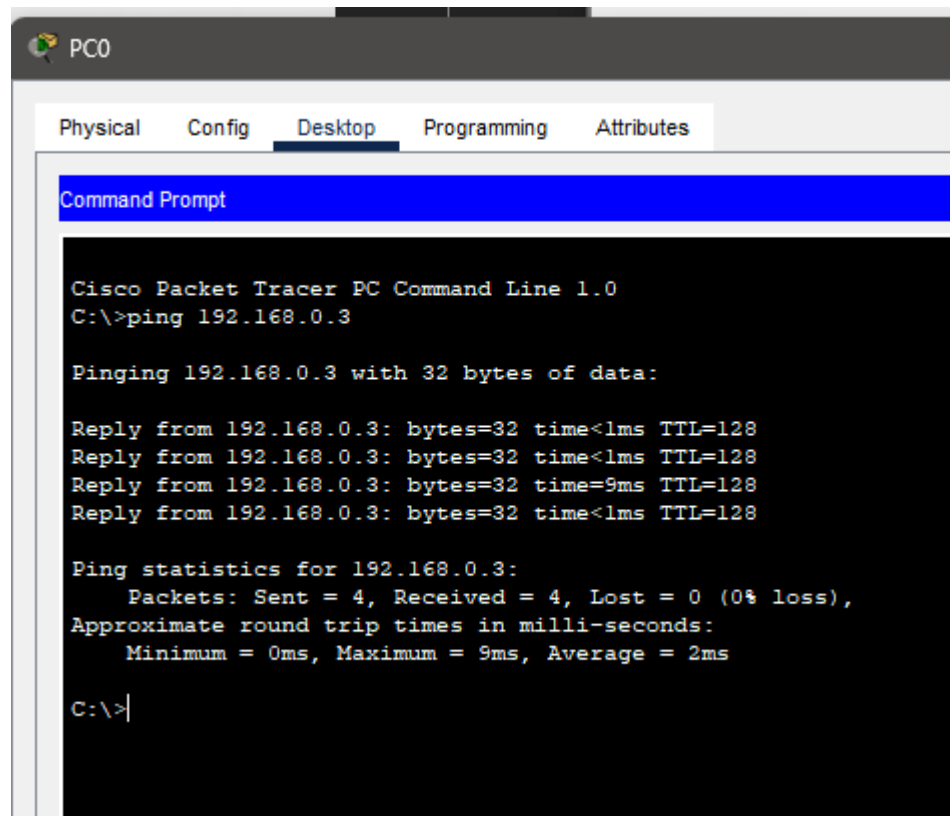 PC0
Physical Config Desktop Programming Attributes
Command Prompt
Cisco Packet Tracer PC Command Line 1.0
C:\>ping 192.168.0.3
Pinging 192.168.0.3 with 32 bytes of data:
Reply from 192.168.0.3: bytes=32 time<1ms TTL=128
Reply from 192.168.0.3: bytes=32 time<1ms TTL=128
Reply from 192.168.0.3: bytes=32 time=9ms TTL=128
Reply from 192.168.0.3: bytes=32 time<1ms TTL=128
Ping statistics for 192.168.0.3:
Packets: Sent = 4, Received = 4, Lost = 0 (0% loss),
Approximate round trip times in milli-seconds:
Minimum = 0ms, Maximum = 9ms, Average = 2ms
C:\>